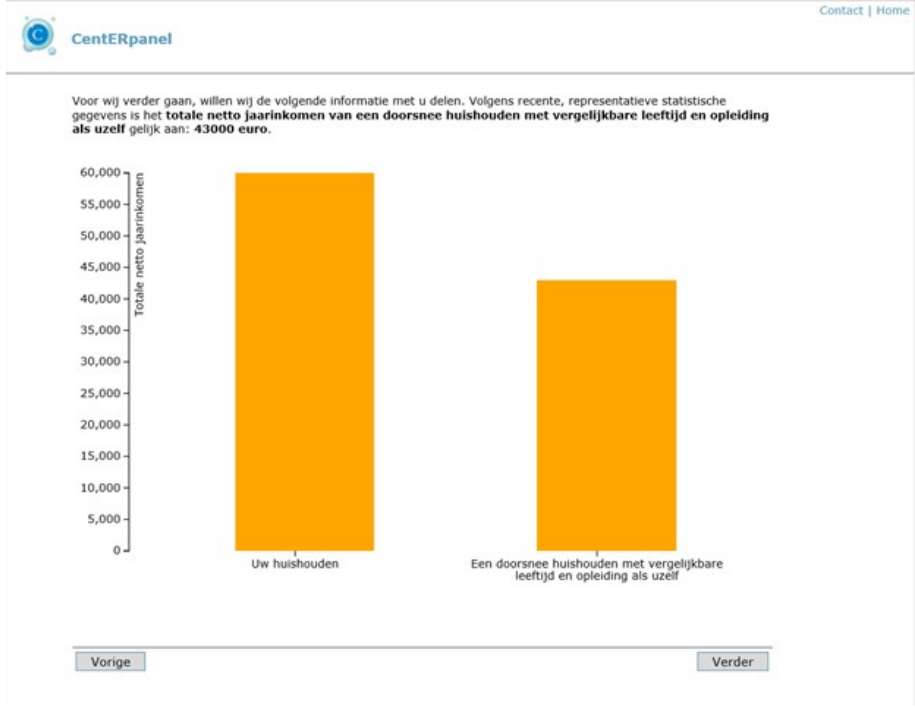 Contact | Home
CentERpanel
Voor wij verder gaan, willen wij de volgende informatie met u delen. Volgens recente, representatieve statistische
gegevens is het totale netto jaarinkomen van een doorsnee huishouden met vergelijkbare leeftijd en opleiding
als uzelf gelijk aan: 43000 euro.
Totale netto jaarinkomen
60,000
55,000
50,000
45,000
40,000
35,000
30,000
25,000
20,000
15,000
10,000
5,000
0
Uw huishouden
Een doorsnee huishouden met vergelijkbare
leeftijd en opleiding als uzelf
Vorige
Verder